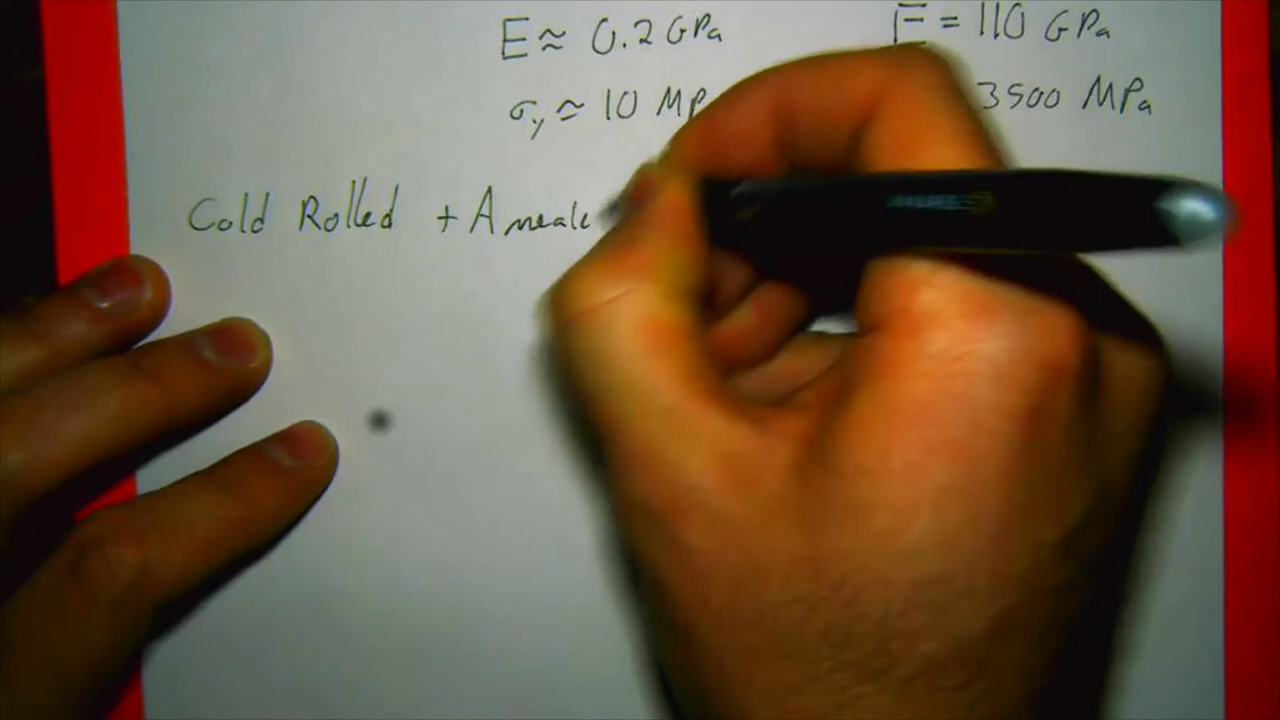 E ≈ 0.2 GPa
E = 110 GPa
σy ≈ 10 MP
3500 MPa
Cold Rolled + Anneale